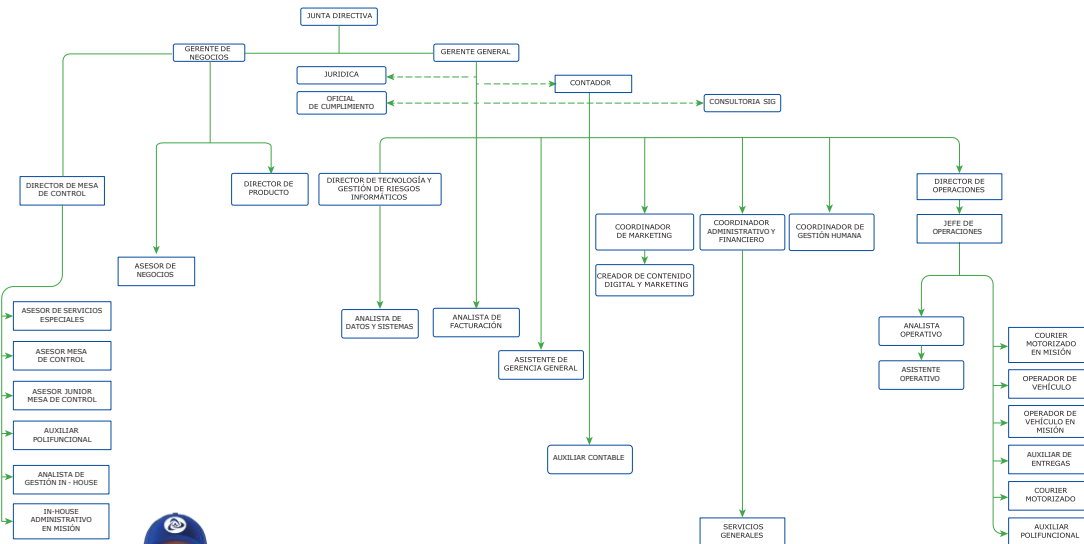 JUNTA DIRECTIVA
GERENTE DE
NEGOCIOS
GERENTE GENERAL
JURIDICA
CONTADOR
OFICIAL
DE CUMPLIMIENTO
CONSULTORIA SIG
DIRECTOR DE MESA
DE CONTROL
DIRECTOR DE
PRODUCTO
DIRECTOR DE TECNOLOGÍA Y
GESTIÓN DE RIESGOS
INFORMÁTICOS
DIRECTOR DE
OPERACIONES
COORDINADOR
DE MARKETING
COORDINADOR
ADMINISTRATIVO Y
FINANCIERO
COORDINADOR DE
GESTIÓN HUMANA
JEFE DE
OPERACIONES
ASESOR DE
NEGOCIOS
CREADOR DE CONTENIDO
DIGITAL Y MARKETING
ASESOR DE SERVICIOS
ESPECIALES
ANALISTA DE
DATOS Y SISTEMAS
ANALISTA DE
FACTURACIÓN
ANALISTA
OPERATIVO
COURIER
MOTORIZADO
EN MISIÓN
ASESOR MESA
DE CONTROL
ASISTENTE DE
GERENCIA GENERAL
ASISTENTE
OPERATIVO
OPERADOR DE
VEHÍCULO
ASESOR JUNIOR
MESA DE CONTROL
OPERADOR DE
VEHÍCULO EN
MISIÓN
AUXILIAR
POLIFUNCIONAL
AUXILIAR CONTABLE
AUXILIAR DE
ENTREGAS
ANALISTA DE
GESTIÓN IN - HOUSE
COURIER
MOTORIZADO
IN-HOUSE
ADMINISTRATIVO
EN MISIÓN
SERVICIOS
GENERALES
AUXILIAR
POLIFUNCIONAL